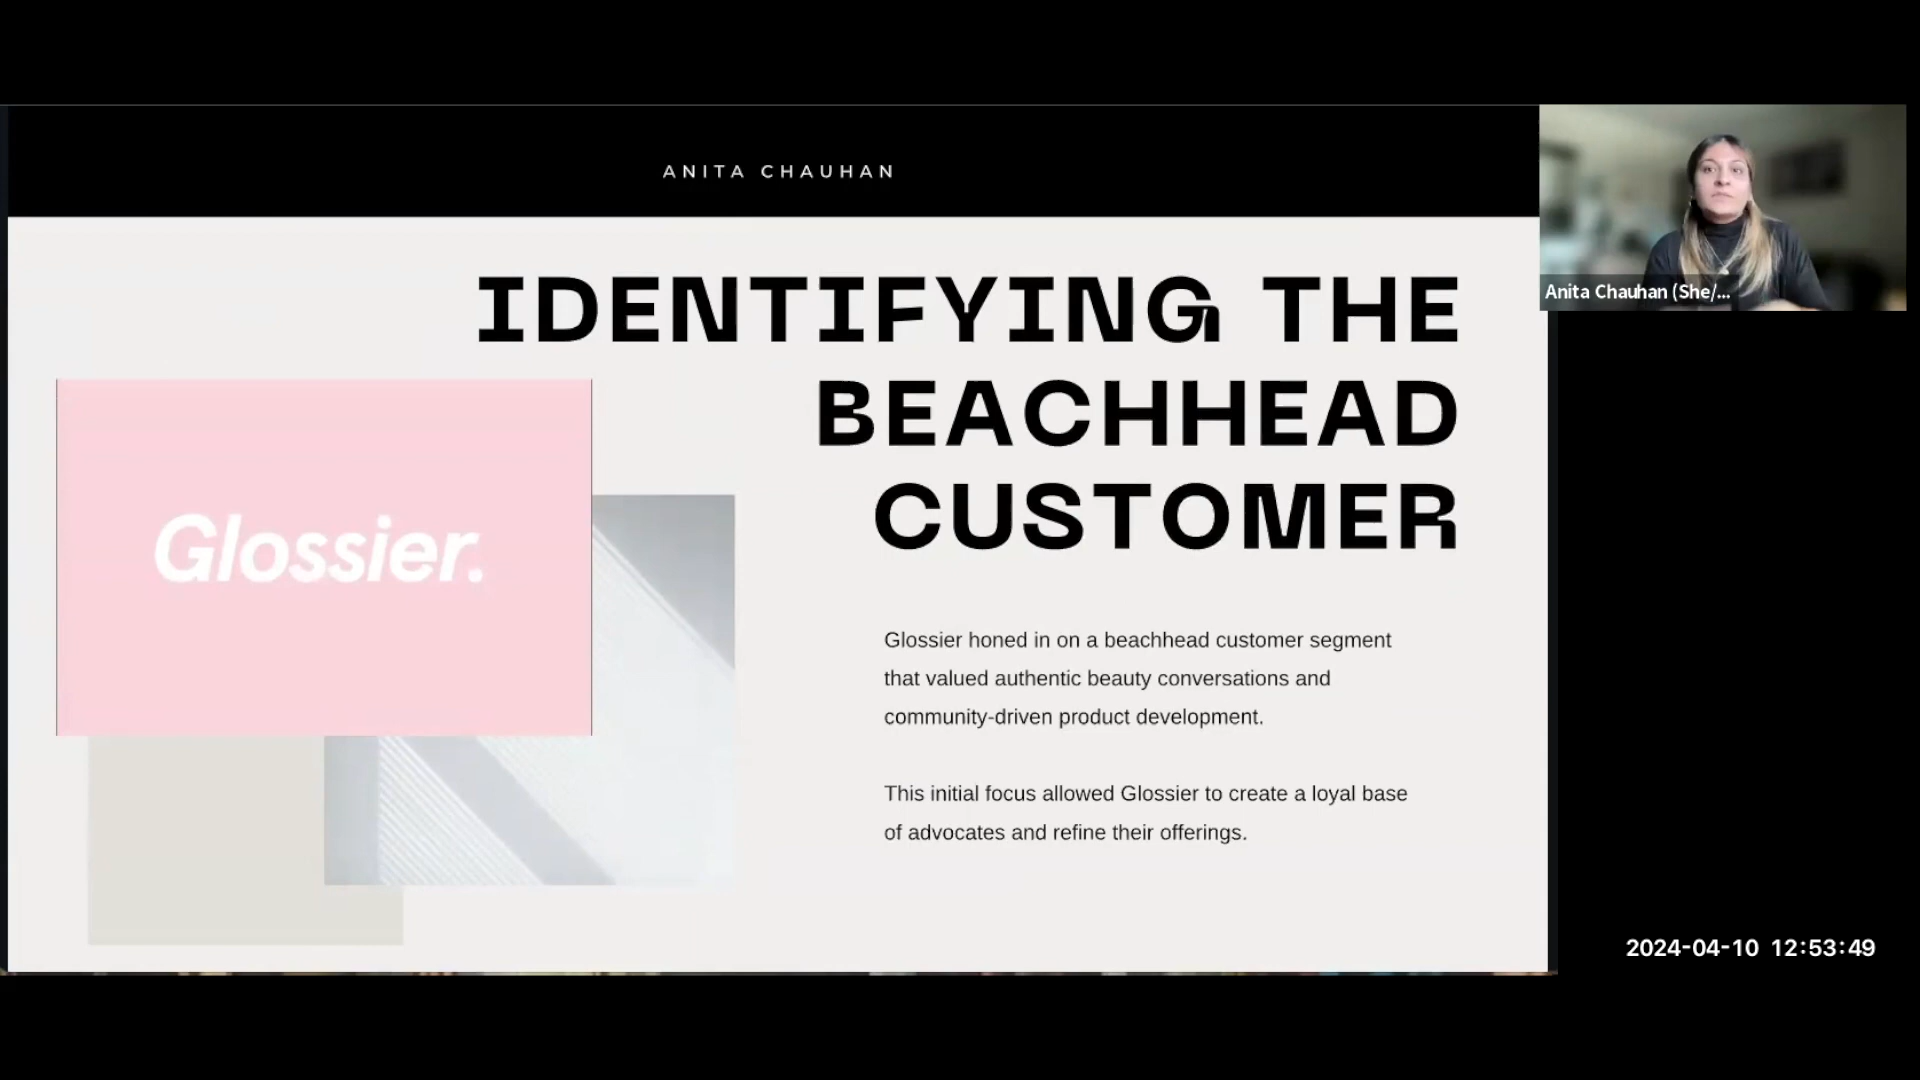 ANITA CHAUHAN
IDENTIFYING THE
BEACHHEAD
CUSTOMER
Glossier.
Glossier honed in on a beachhead customer segment
that valued authentic beauty conversations and
community-driven product development.
This initial focus allowed Glossier to create a loyal base
of advocates and refine their offerings.
Anita Chauhan (She/...
2024-04-10 12:53:49